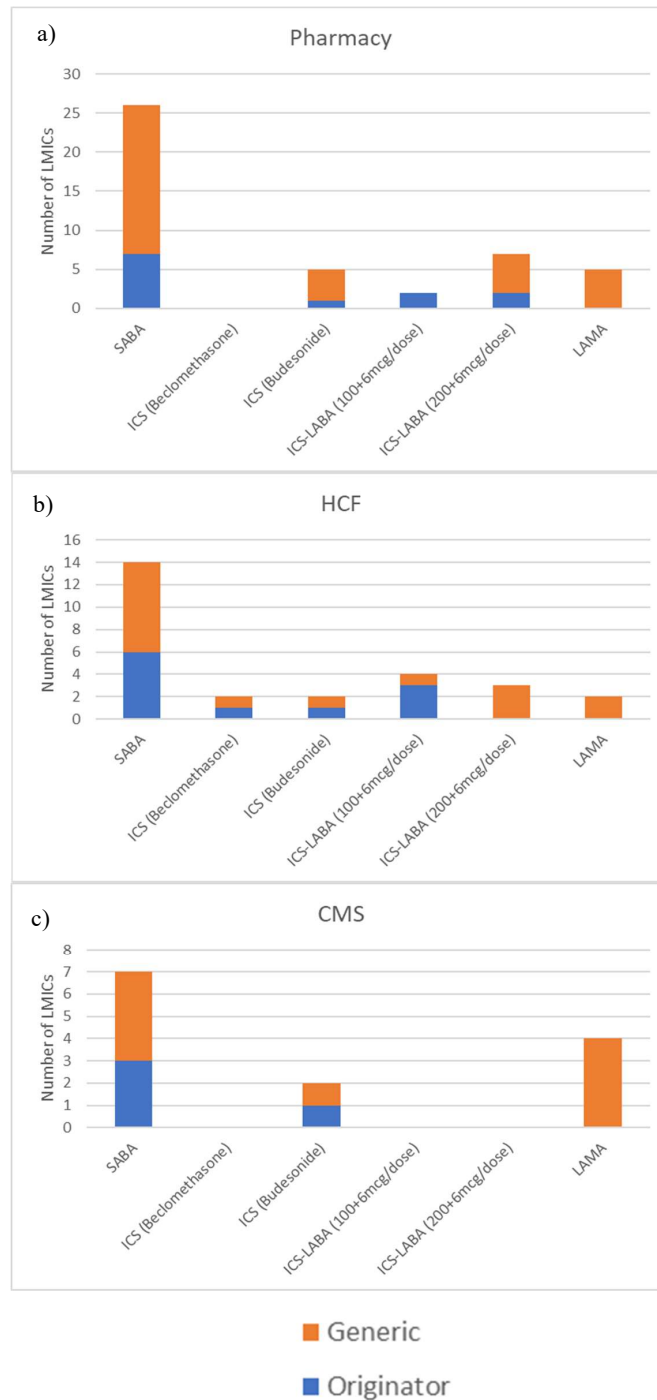 a)
Pharmacy
Number of LMICs
30
25
20
15
10
5
0
SABA
ICS (Beclomethasone)
ICS (Budesonide)
ICS-LABA (100+6mcg/dose)
ICS-LABA (200+6mcg/dose)
LAMA
b)
HCF
Number of LMICs
16
14
12
10
8
6
4
2
0
SABA
ICS (Beclomethasone)
ICS (Budesonide)
ICS-LABA (100+6mcg/dose)
ICS-LABA (200+6mcg/dose)
LAMA
c)
CMS
Number of LMICs
8
7
6
5
4
3
2
1
0
SABA
ICS (Beclomethasone)
ICS (Budesonide)
ICS-LABA (100+6mcg/dose)
ICS-LABA (200+6mcg/dose)
LAMA
Generic
Originator